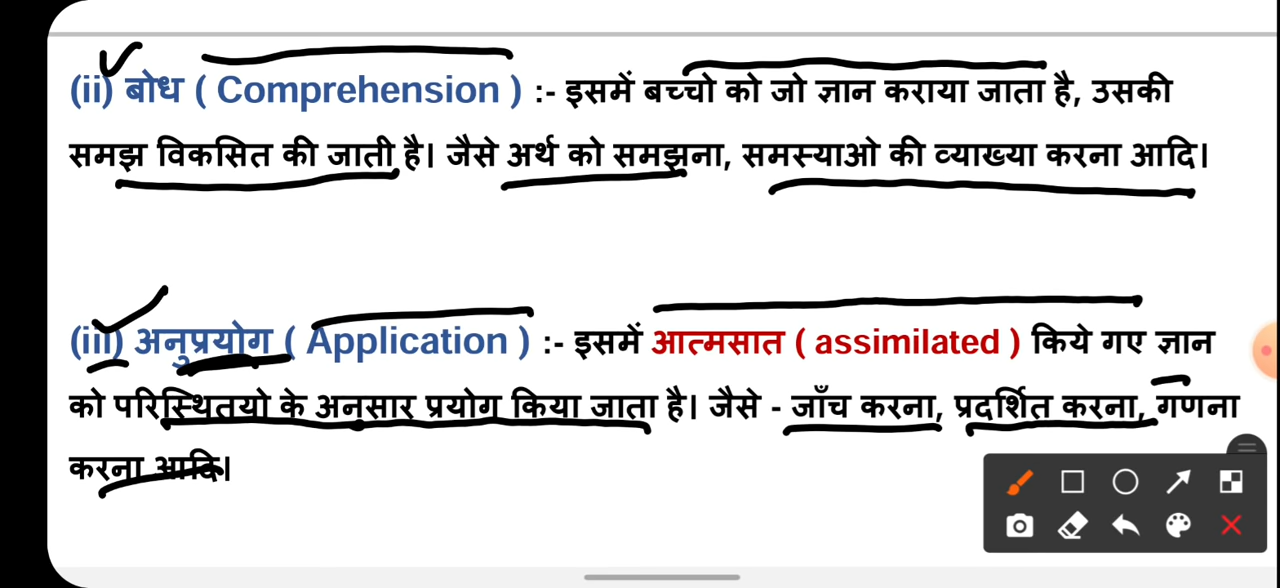 (ii) बोध ( Comprehension ) :- इसमें बच्चो को जो ज्ञान कराया जाता है, उसकी
समझ विकसित की जाती है। जैसे अर्थ को समझना, समस्याओ की व्याख्या करना आदि।
(iii) अनुप्रयोग ( Application ) :- इसमें आत्मसात ( assimilated ) किये गए ज्ञान
को परिस्थितयो के अनुसार प्रयोग किया जाता है। जैसे - जाँच करना, प्रदर्शित करना, गणना
करना आदि।